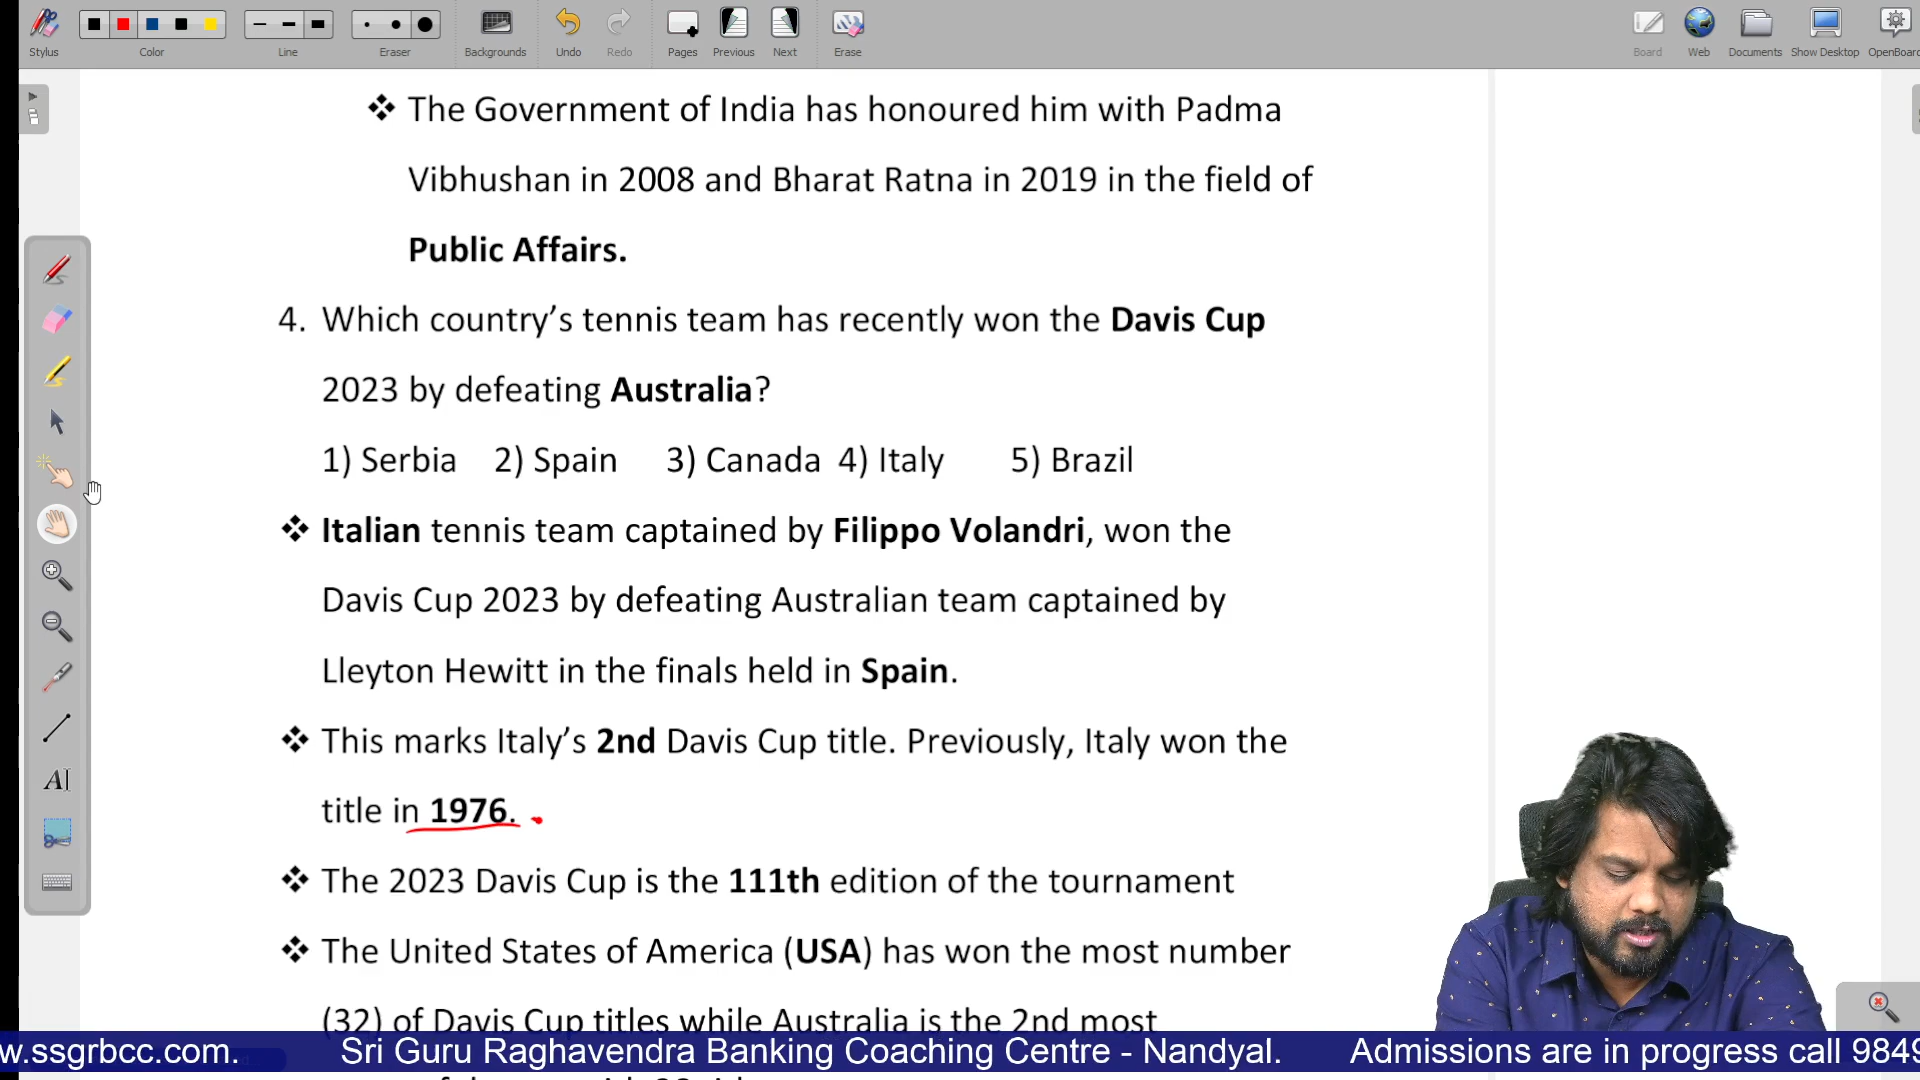 Stylus Color Line Eraser Backgrounds Undo Redo Pages Previous Next Erase Board Web Documents Show Desktop OpenBoar
The Government of India has honoured him with Padma
Vibhushan in 2008 and Bharat Ratna in 2019 in the field of
Public Affairs.
4. Which country’s tennis team has recently won the Davis Cup
2023 by defeating Australia?
1) Serbia 2) Spain 3) Canada 4) Italy 5) Brazil
Italian tennis team captained by Filippo Volandri, won the
Davis Cup 2023 by defeating Australian team captained by
Lleyton Hewitt in the finals held in Spain.
This marks Italy’s 2nd Davis Cup title. Previously, Italy won the
title in 1976.
The 2023 Davis Cup is the 111th edition of the tournament
The United States of America (USA) has won the most number
(32) of Davis Cup titles while Australia is the 2nd most
w.ssgrbcc.com. Sri Guru Raghavendra Banking Coaching Centre - Nandyal. Admissions are in progress call 9849